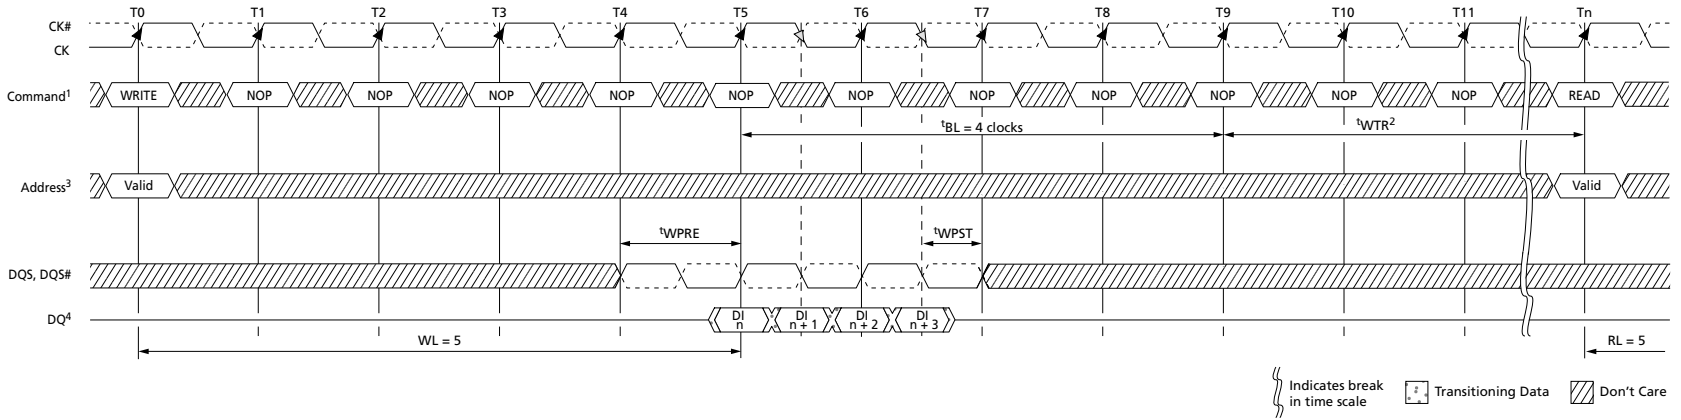 T0 T1 T2 T3 T4 T5 T6 T7 T8 T9 T10 T11 Tn
CK#
CK
Command¹ WRITE NOP NOP NOP NOP NOP NOP NOP NOP NOP NOP NOP READ
ᵗBL = 4 clocks ᵗWTR²
Address³ Valid Valid
ᵗWPRE ᵗWPST
DQS, DQS#
DQ⁴ DI n DI n + 1 DI n + 2 DI n + 3
WL = 5 RL = 5
Indicates break in time scale Transitioning Data Don't Care